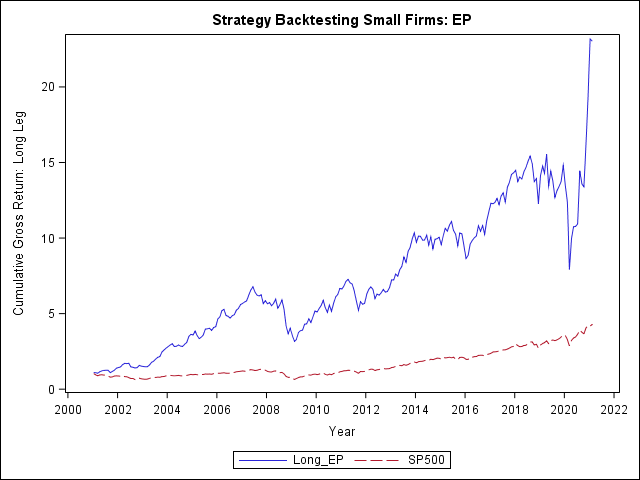 Strategy Backtesting Small Firms: EP
Cumulative Gross Return: Long Leg
20
15
10
5
0
2000 2002 2004 2006 2008 2010 2012 2014 2016 2018 2020 2022
Year
Long_EP SP500